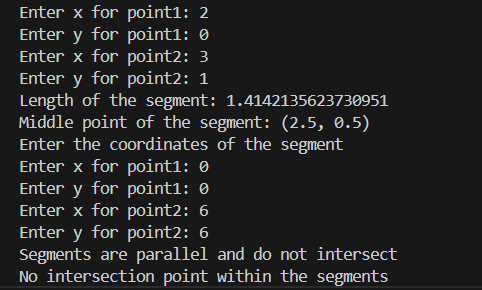 Enter x for point1: 2
Enter y for point1: 0
Enter x for point2: 3
Enter y for point2: 1
Length of the segment: 1.4142135623730951
Middle point of the segment: (2.5, 0.5)
Enter the coordinates of the segment
Enter x for point1: 0
Enter y for point1: 0
Enter x for point2: 6
Enter y for point2: 6
Segments are parallel and do not intersect
No intersection point within the segments